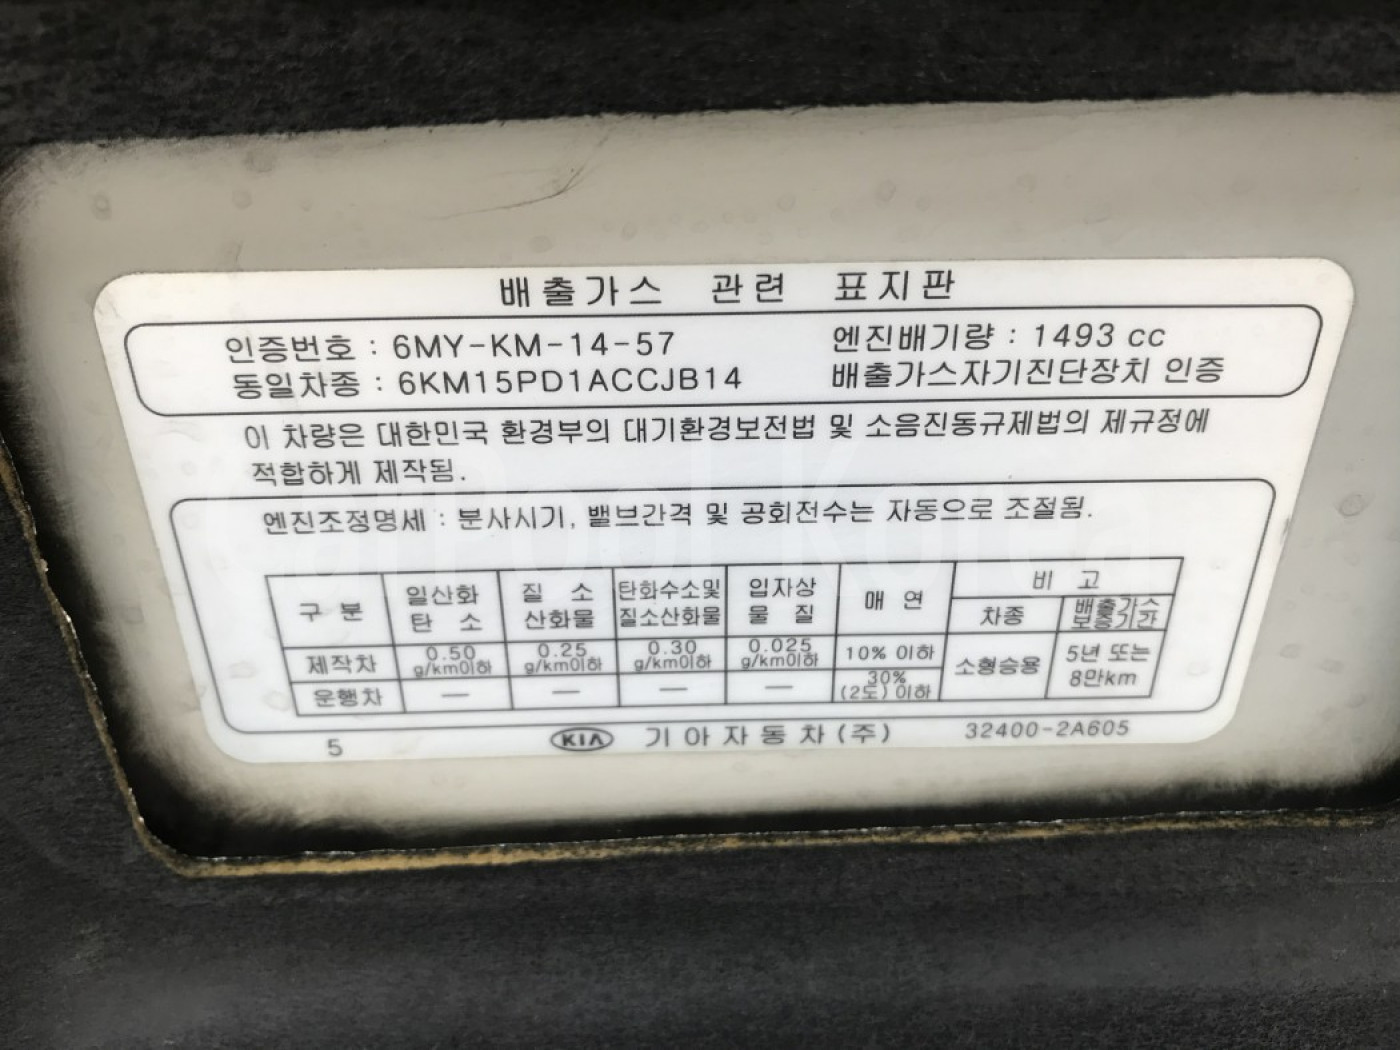 배출가스 관련 표지판
인증번호 : 6MY-KM-14-57 엔진배기량 : 1493 cc
동일차종 : 6KM15PD1ACCJB14 배출가스자기진단장치 인증
이 차량은 대한민국 환경부의 대기환경보전법 및 소음진동규제법의 제규정에
적합하게 제작됨.
엔진조정명세 : 분사시기, 밸브간격 및 공회전수는 자동으로 조절됨.
구 분 일산화 탄 소 질 소 산화물 탄화수소및 질소산화물 입자상 물 질 매 연 비 고
차종 배출가스 보증기간
제작차 0.50 g/km이하 0.25 g/km이하 0.30 g/km이하 0.025 g/km이하 10% 이하 소형승용 5년 또는 8만km
운행차 — — — — 30% (2도) 이하
5 KIA 기아자동차(주) 32400-2A605
CarPool Korea